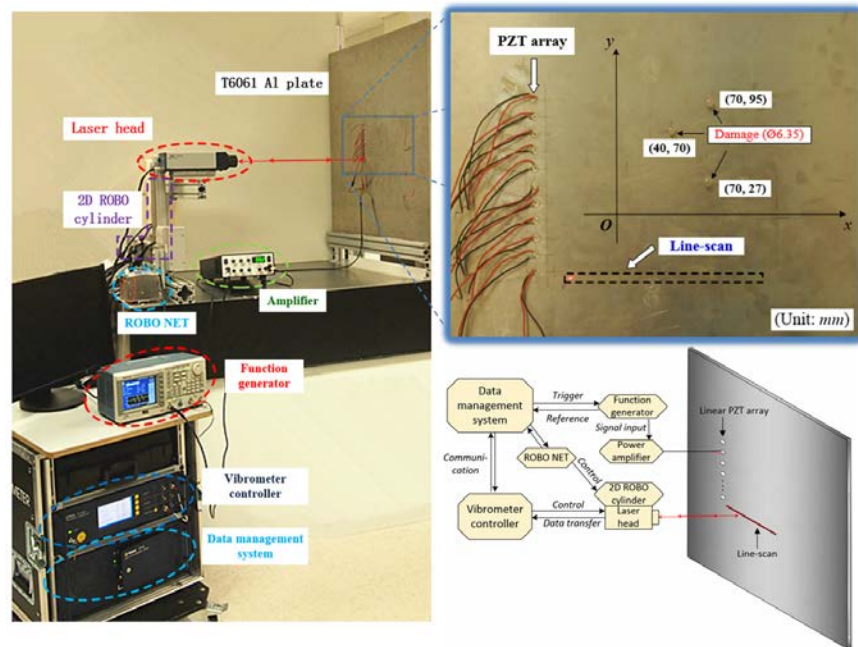 T6061 Al plate
Laser head
2D ROBO
cylinder
Amplifier
ROBO NET
Function
generator
Vibrometer
controller
Data management
system
PZT array
y
(70, 95)
(40, 70)
Damage (Ø6.35)
(70, 27)
O
x
Line-scan
(Unit: mm)
Data
management
system
Trigger
Reference
Function
generator
Signal input
Power
amplifier
Communi-
cation
ROBO NET
Control
2D ROBO
cylinder
Vibrometer
controller
Control
Data transfer
Laser
head
Linear PZT array
Line-scan